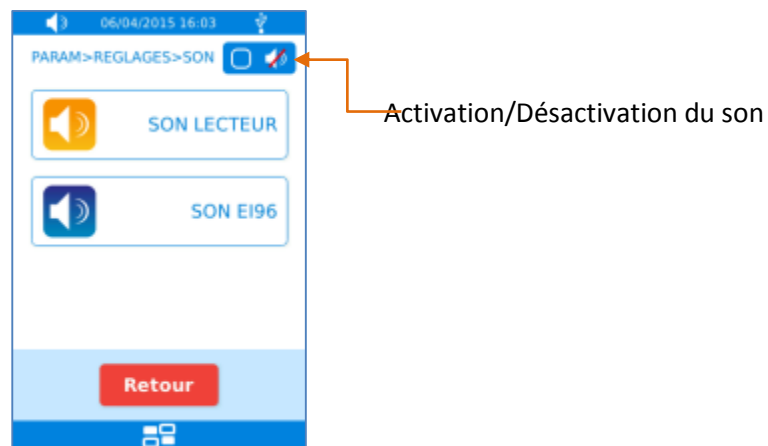 06/04/2015 16:03
PARAM>REGLAGES>SON
Activation/Désactivation du son
SON LECTEUR
SON EI96
Retour